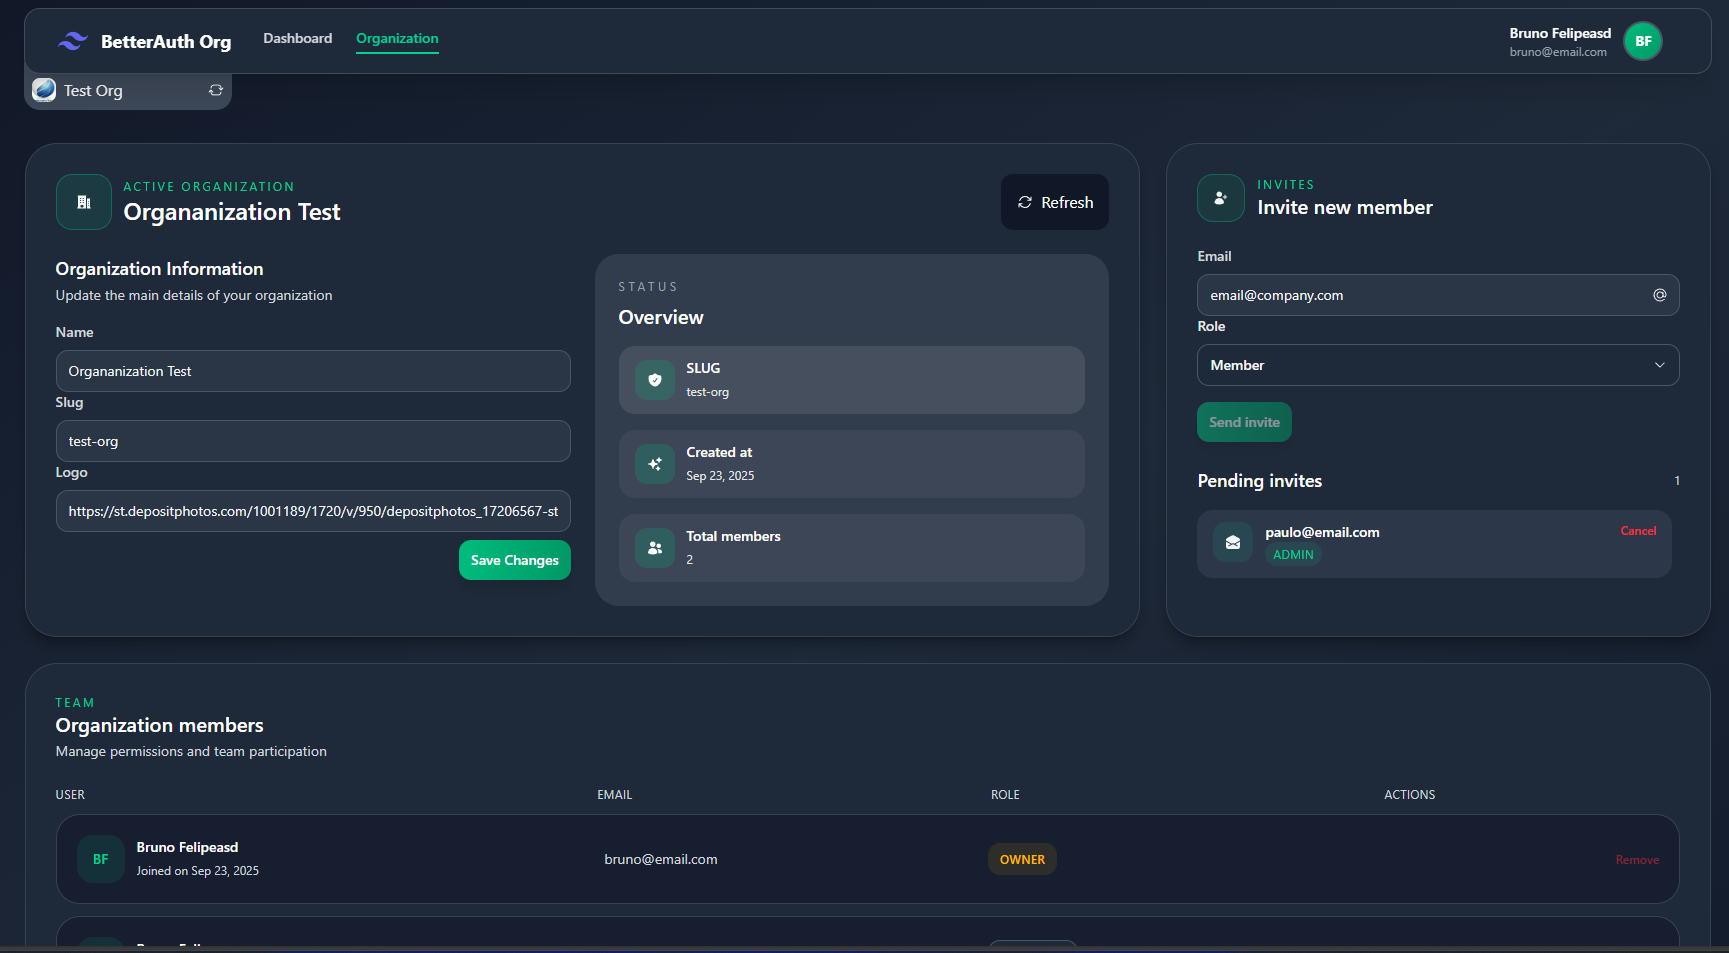 BetterAuth Org
Dashboard
Organization
Bruno Felipeasd
bruno@email.com
BF
Test Org
ACTIVE ORGANIZATION
Organanization Test
Refresh
Organization Information
Update the main details of your organization
Name
Organanization Test
Slug
test-org
Logo
https://st.depositphotos.com/1001189/1720/v/950/depositphotos_17206567-st
Save Changes
STATUS
Overview
SLUG
test-org
Created at
Sep 23, 2025
Total members
2
INVITES
Invite new member
Email
email@company.com
Role
Member
Send invite
Pending invites
1
paulo@email.com
Cancel
ADMIN
TEAM
Organization members
Manage permissions and team participation
USER EMAIL ROLE ACTIONS
BF
Bruno Felipeasd
Joined on Sep 23, 2025
bruno@email.com
OWNER
Remove